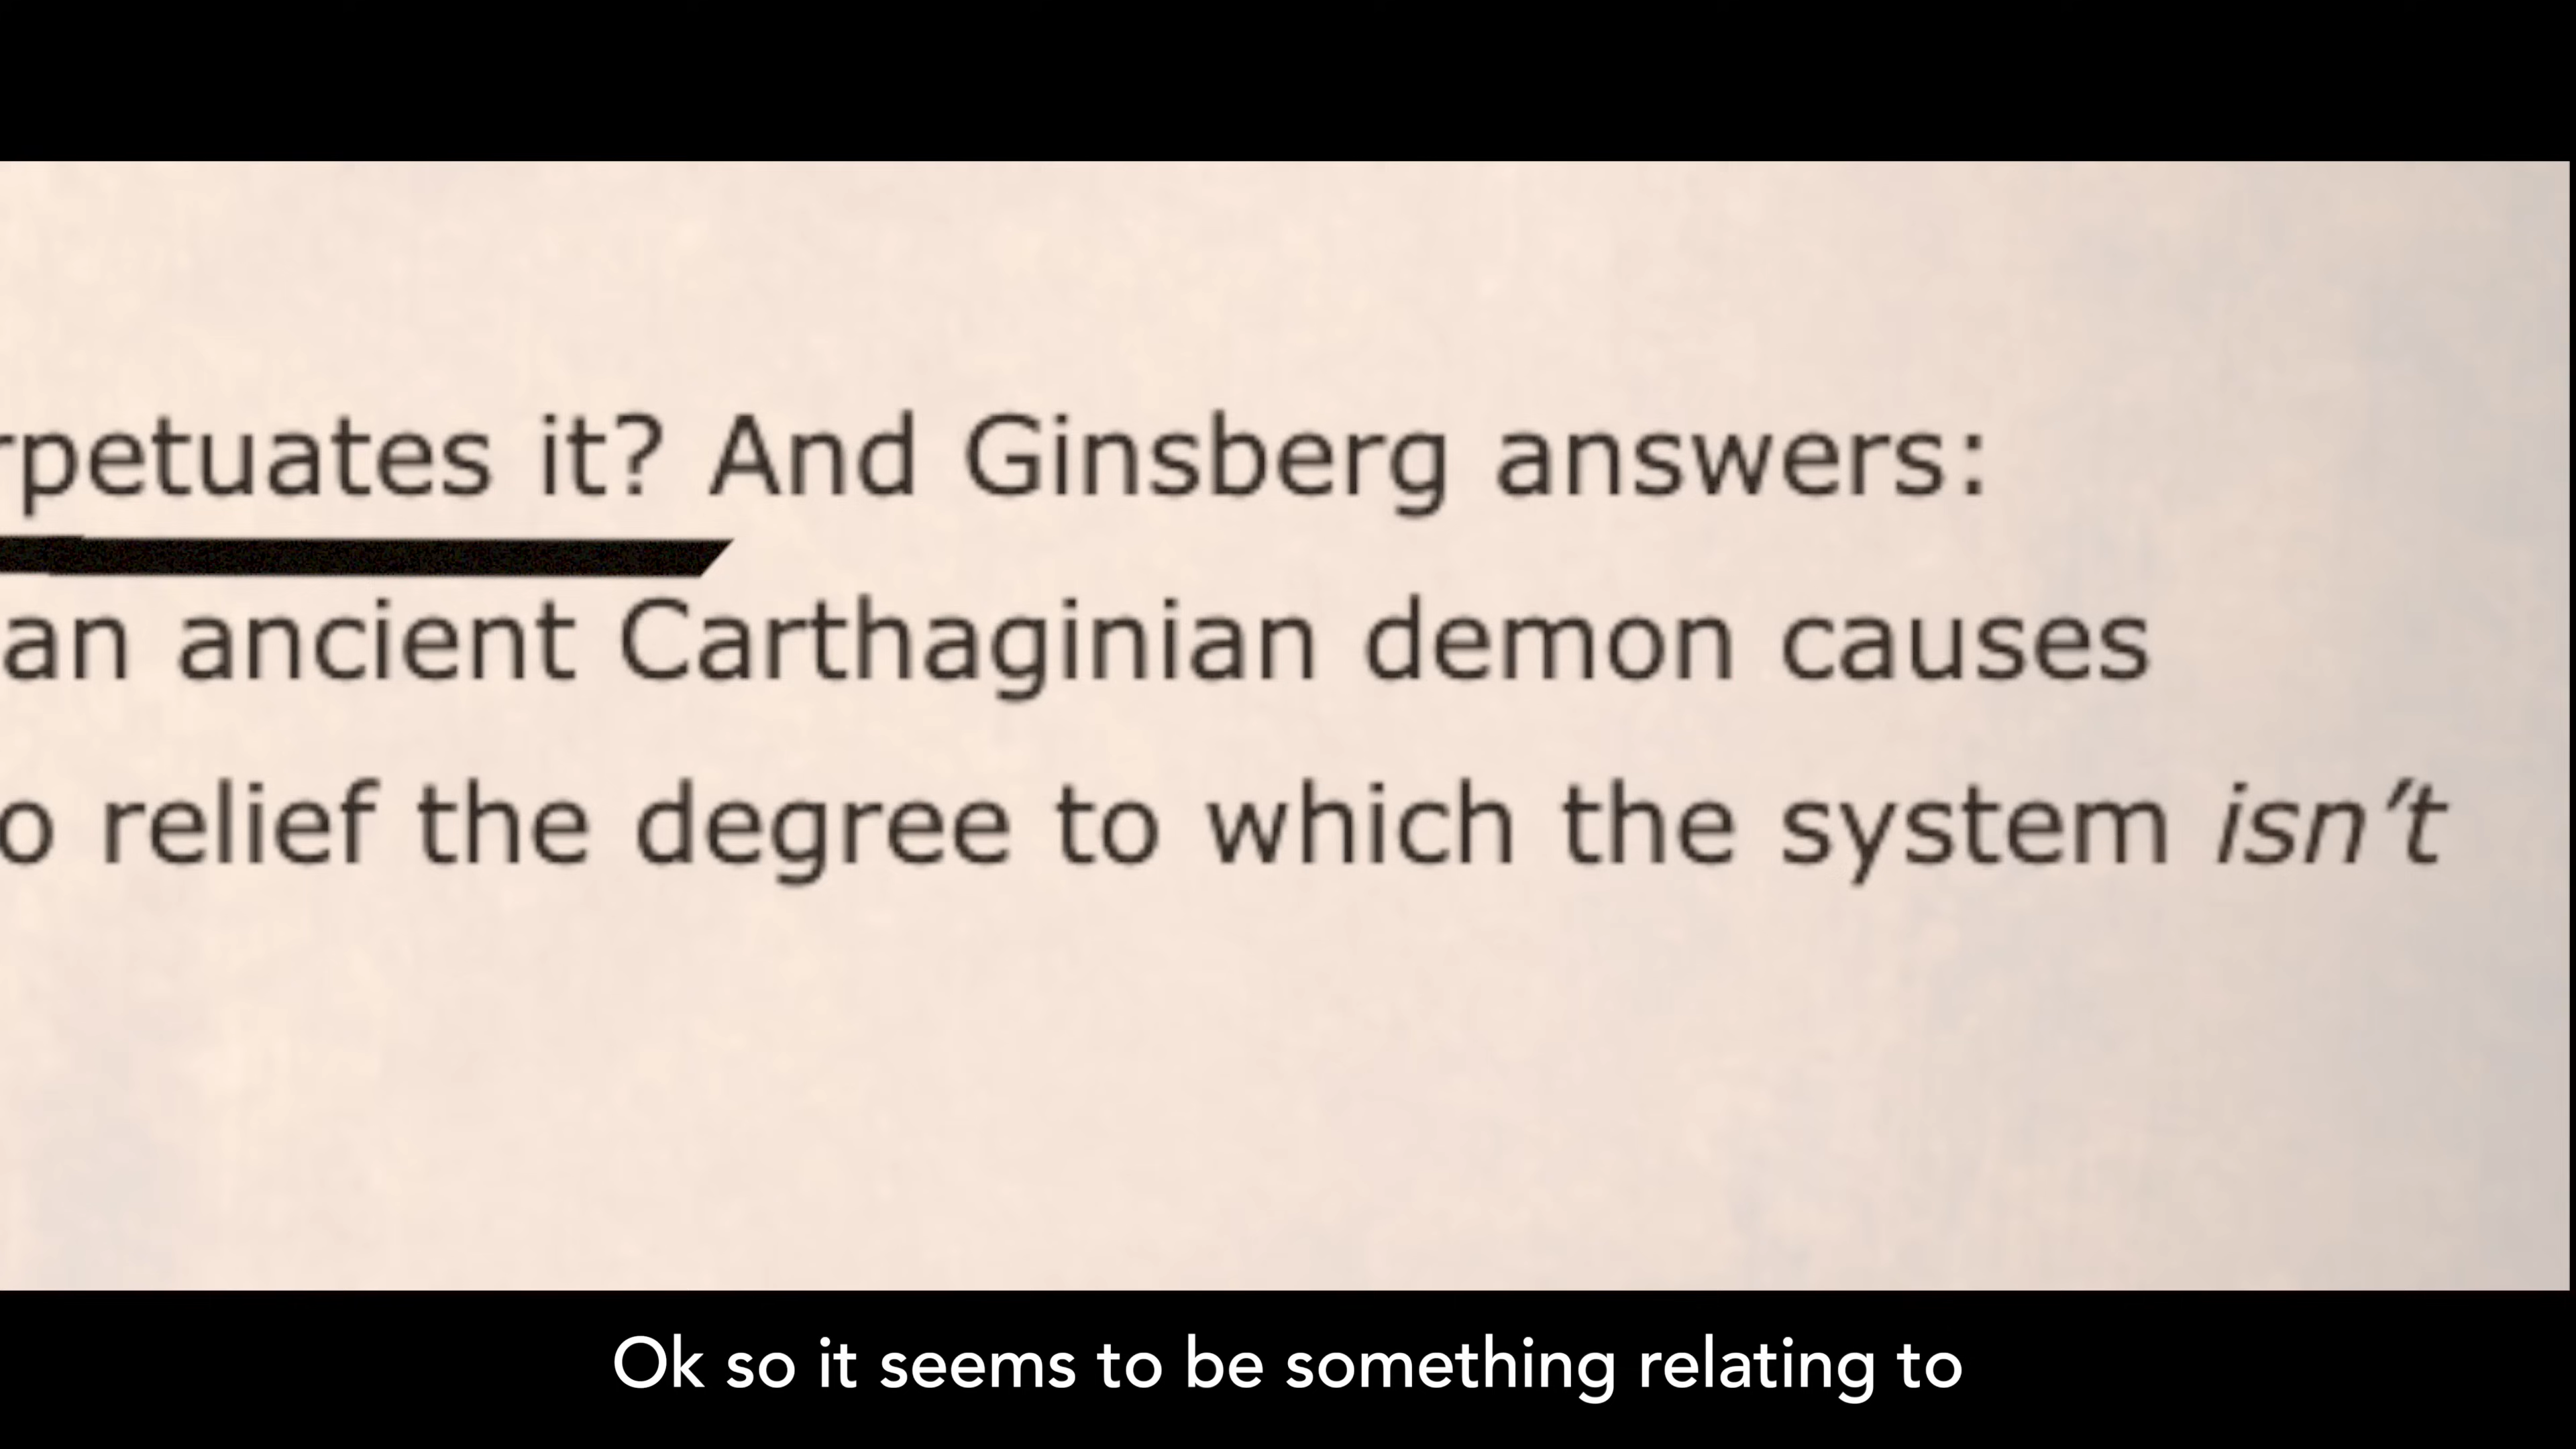 rpetuates it? And Ginsberg answers:
an ancient Carthaginian demon causes
o relief the degree to which the system isn't
Ok so it seems to be something relating to